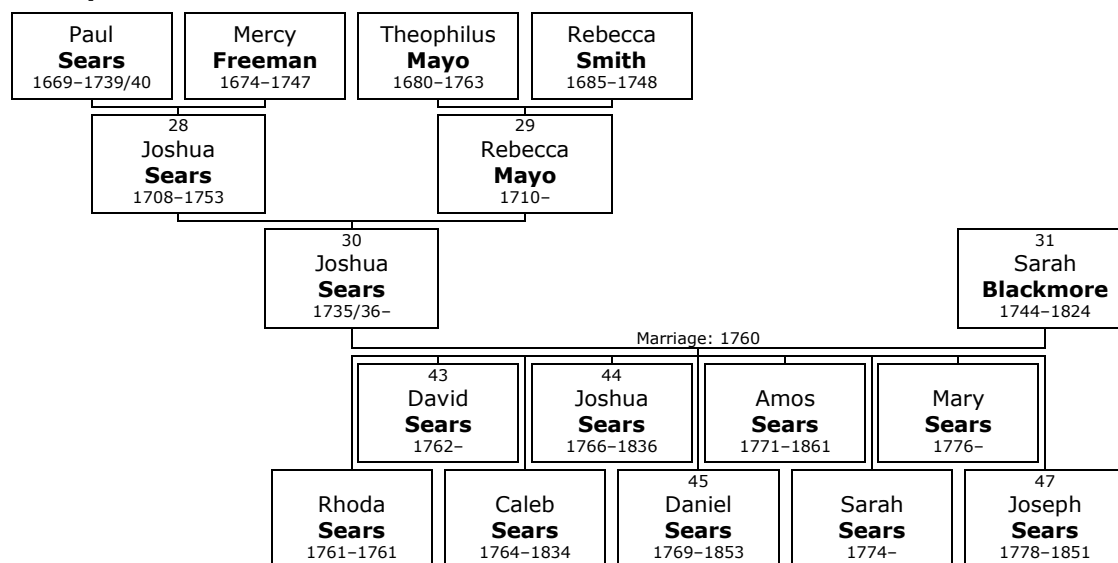 Paul
Sears
1669–1739/40
Mercy
Freeman
1674–1747
Theophilus
Mayo
1680–1763
Rebecca
Smith
1685–1748
28
Joshua
Sears
1708–1753
29
Rebecca
Mayo
1710–
30
Joshua
Sears
1735/36–
31
Sarah
Blackmore
1744–1824
Marriage: 1760
43
David
Sears
1762–
44
Joshua
Sears
1766–1836
Amos
Sears
1771–1861
Mary
Sears
1776–
Rhoda
Sears
1761–1761
Caleb
Sears
1764–1834
45
Daniel
Sears
1769–1853
Sarah
Sears
1774–
47
Joseph
Sears
1778–1851